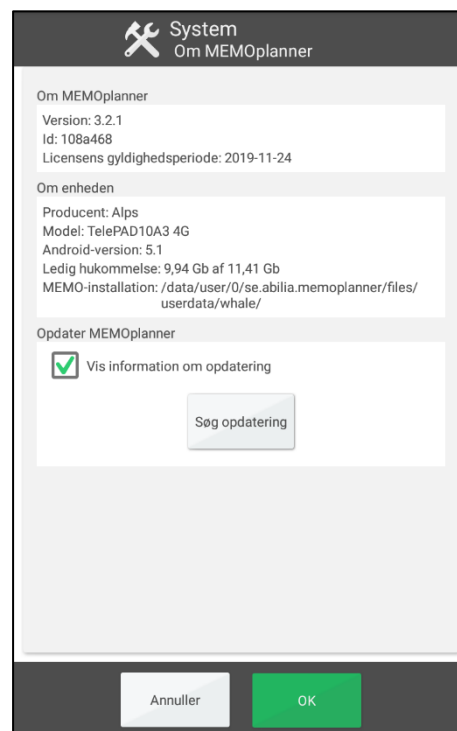 System
Om MEMOplanner
Om MEMOplanner
Version: 3.2.1
Id: 108a468
Licensens gyldighedsperiode: 2019-11-24
Om enheden
Producent: Alps
Model: TelePAD10A3 4G
Android-version: 5.1
Ledig hukommelse: 9,94 Gb af 11,41 Gb
MEMO-installation: /data/user/0/se.abilia.memoplanner/files/
userdata/whale/
Opdater MEMOplanner
Vis information om opdatering
Søg opdatering
Annuller
OK